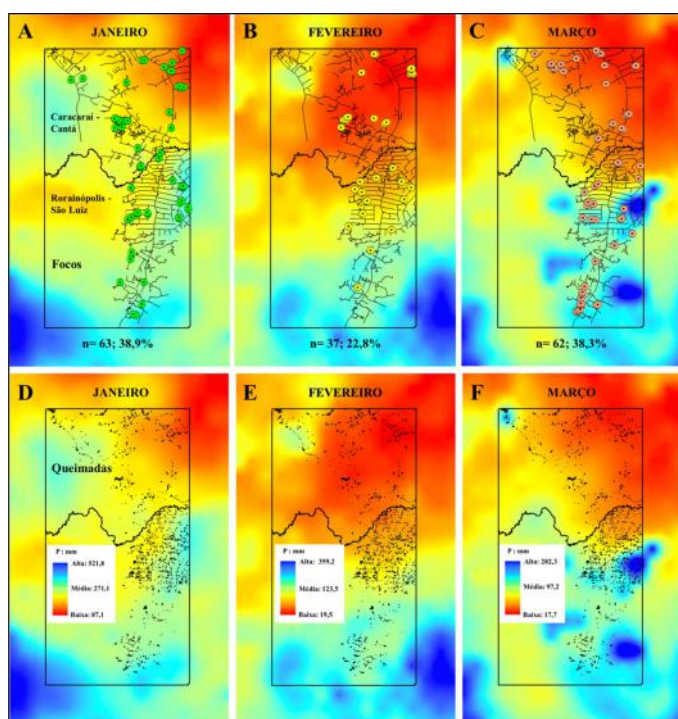 A
JANEIRO
Caracaraí -
Cantá
Rorainópolis -
São Luiz
Focos
n= 63; 38,9%
B
FEVEREIRO
n= 37; 22,8%
C
MARÇO
n= 62; 38,3%
D
JANEIRO
Queimadas
P : mm
Alta: 521,8
Média: 271,1
Baixa: 87,1
E
FEVEREIRO
P : mm
Alta: 359,2
Média: 123,5
Baixa: 19,5
F
MARÇO
P : mm
Alta: 282,3
Média: 97,2
Baixa: 17,7